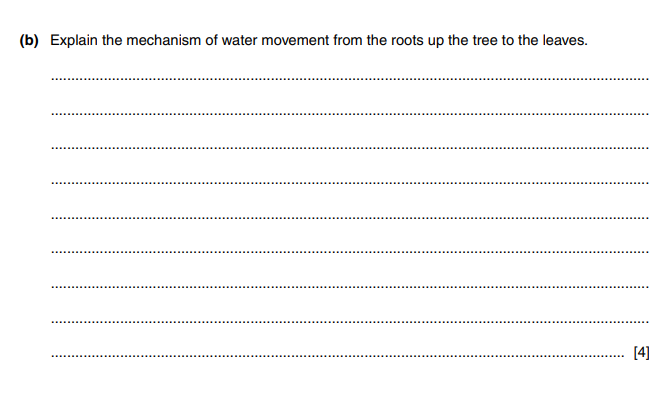 (b) Explain the mechanism of water movement from the roots up the tree to the leaves.
[4]